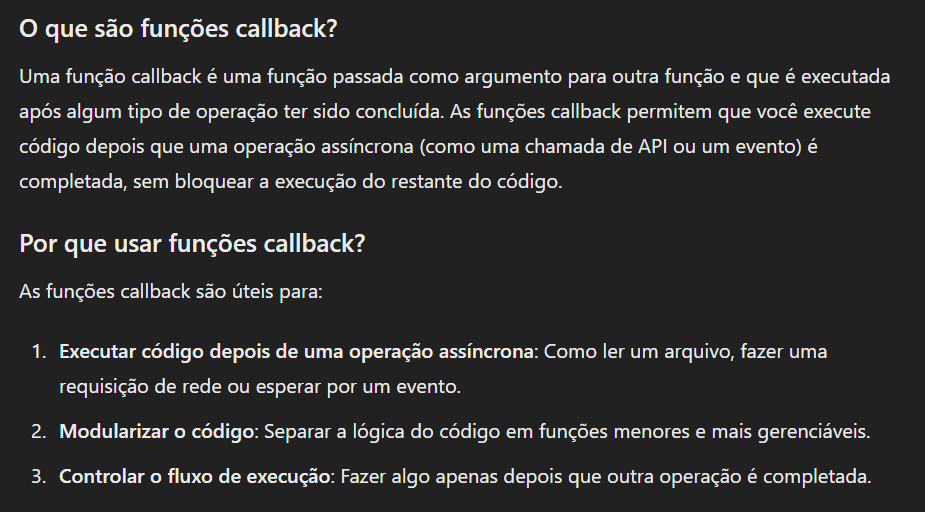 O que são funções callback?
Uma função callback é uma função passada como argumento para outra função e que é executada
após algum tipo de operação ter sido concluída. As funções callback permitem que você execute
código depois que uma operação assíncrona (como uma chamada de API ou um evento) é
completada, sem bloquear a execução do restante do código.
Por que usar funções callback?
As funções callback são úteis para:
1. Executar código depois de uma operação assíncrona: Como ler um arquivo, fazer uma
requisição de rede ou esperar por um evento.
2. Modularizar o código: Separar a lógica do código em funções menores e mais gerenciáveis.
3. Controlar o fluxo de execução: Fazer algo apenas depois que outra operação é completada.